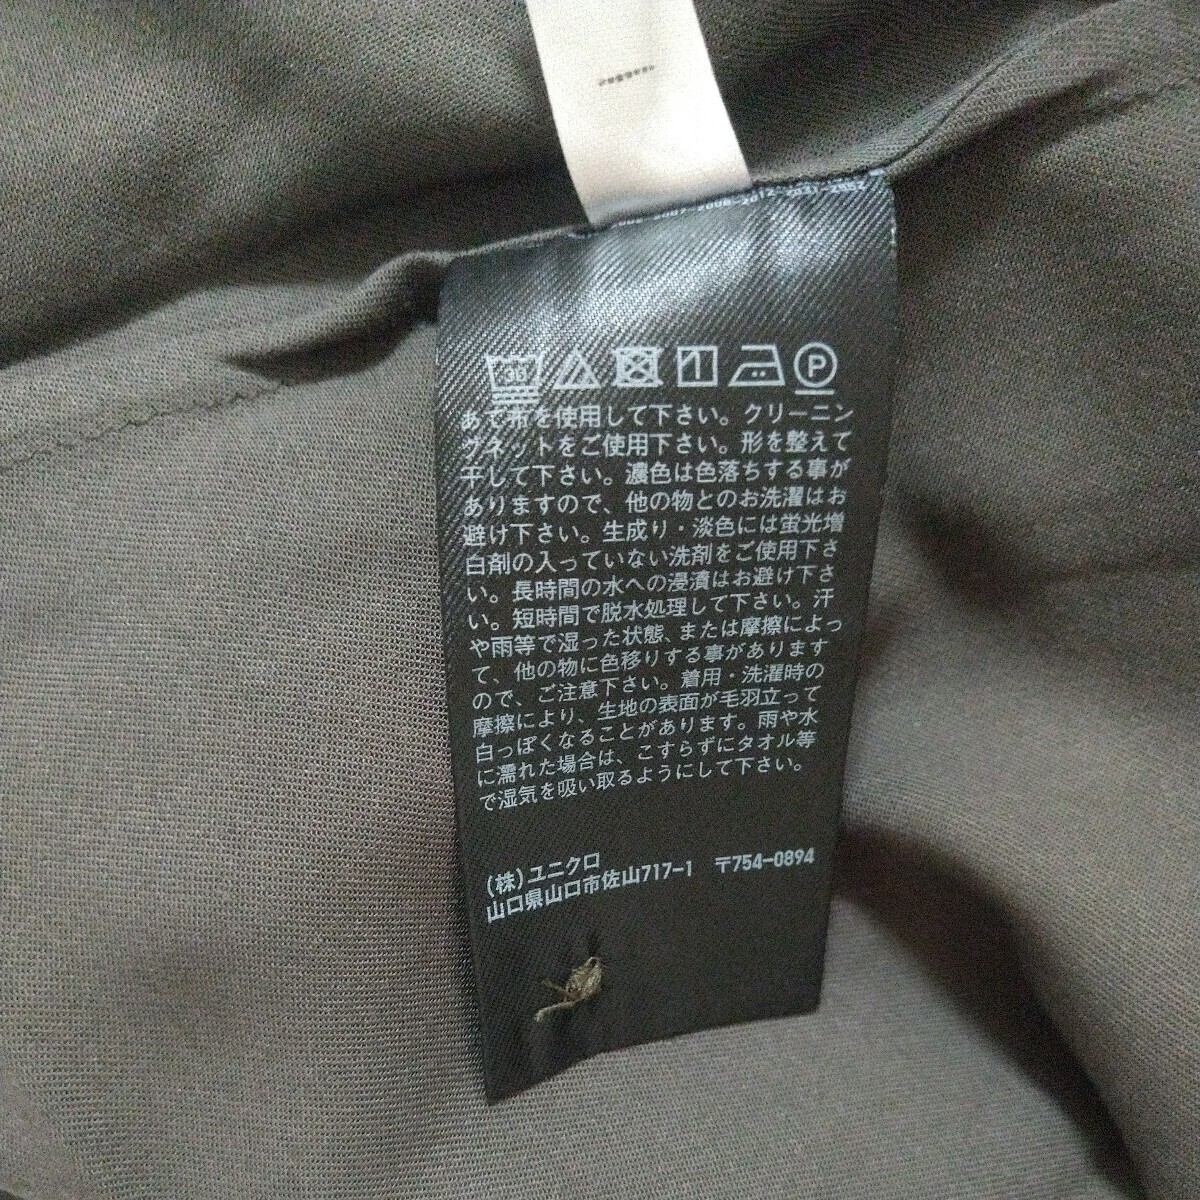 30
P
あて布を使用して下さい。クリーニン
グネットをご使用下さい。形を整えて
干して下さい。濃色は色落ちする事が
ありますので、他の物とのお洗濯はお
避け下さい。生成り・淡色には蛍光増
白剤の入っていない洗剤をご使用下さ
い。長時間の水への浸漬はお避け下さ
い。短時間で脱水処理して下さい。汗
や雨等で湿った状態、または摩擦によっ
て、他の物に色移りする事があります
ので、ご注意下さい。着用・洗濯時の
摩擦により、生地の表面が毛羽立って
白っぽくなることがあります。雨や水
に濡れた場合は、こすらずにタオル等
で湿気を吸い取るようにして下さい。
(株)ユニクロ
山口県山口市佐山717-1 〒754-0894